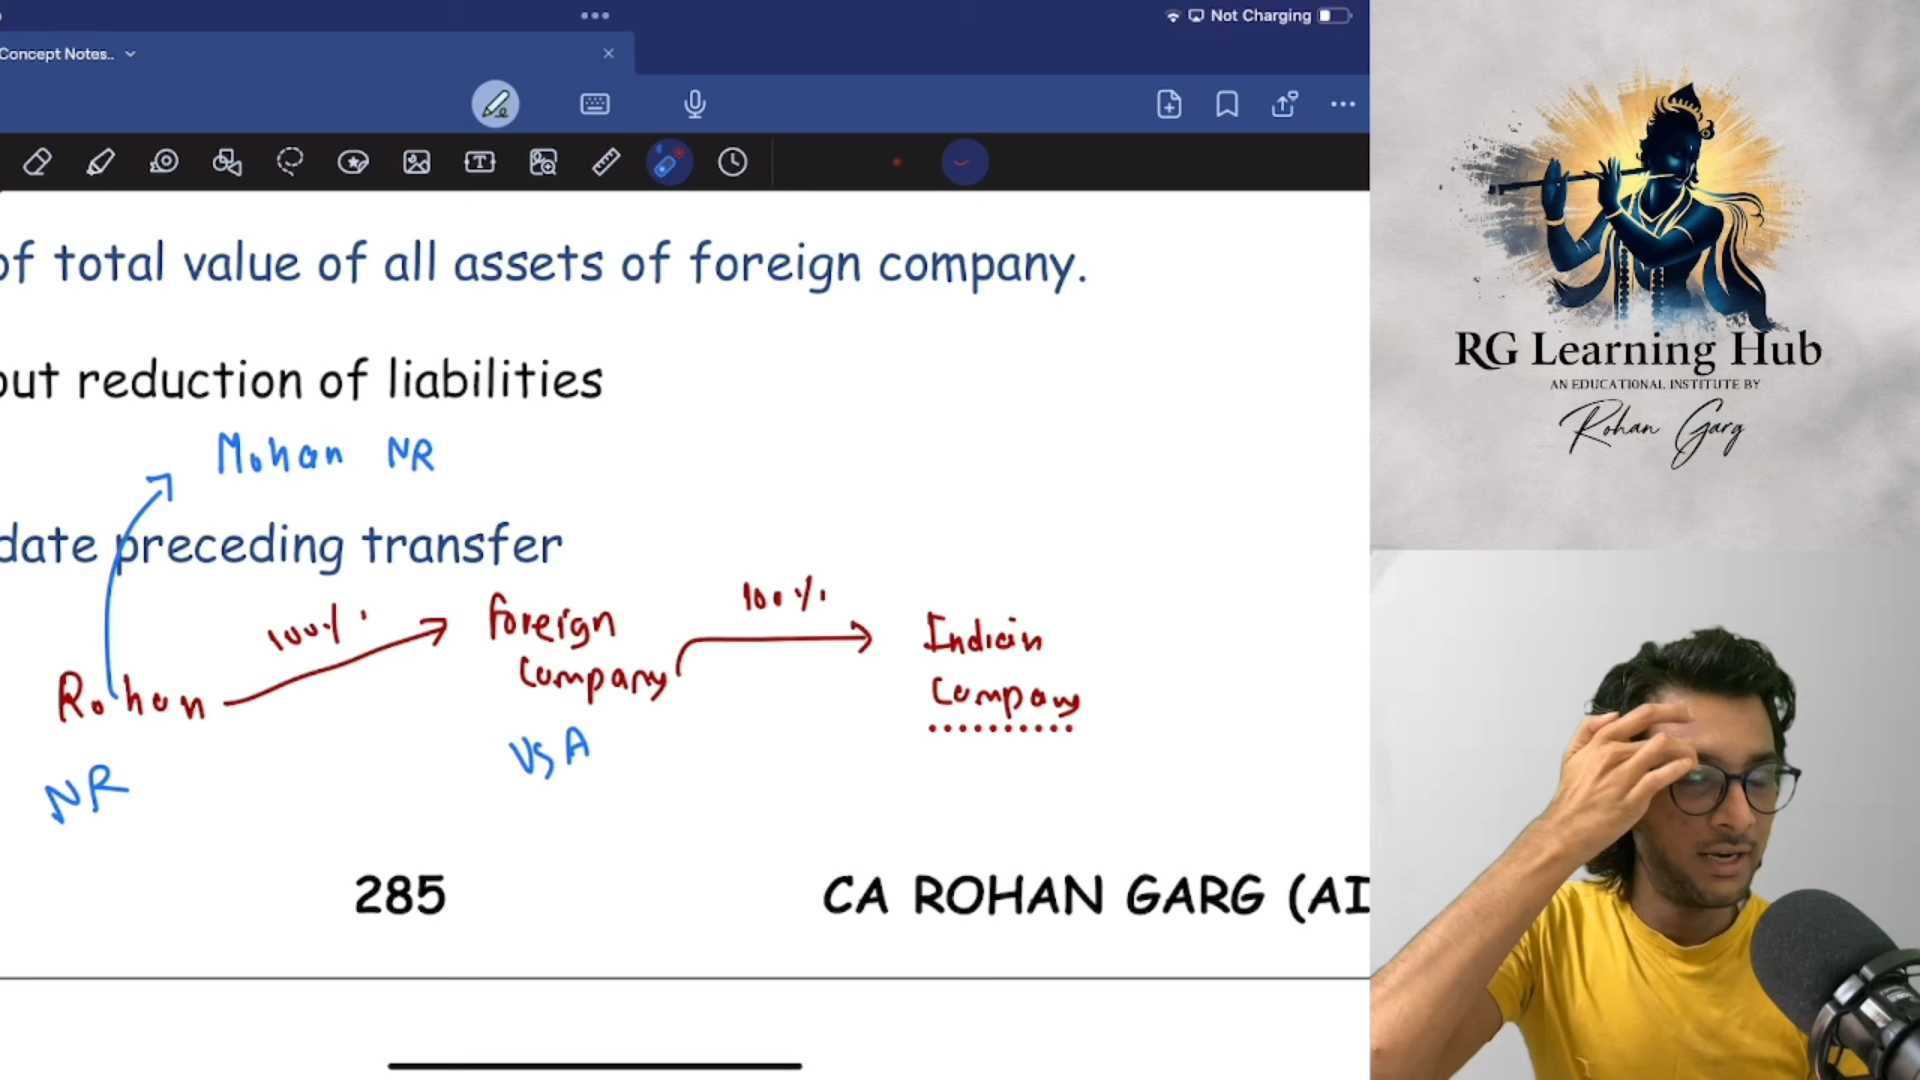 Not Charging
Concept Notes..
of total value of all assets of foreign company.
out reduction of liabilities
Mohan NR
date preceding transfer
100%
Foreign
Company
100%
Indian
Company
Rohan
USA
NR
285
CA ROHAN GARG (AI
RG Learning Hub
AN EDUCATIONAL INSTITUTE BY
Rohan Garg